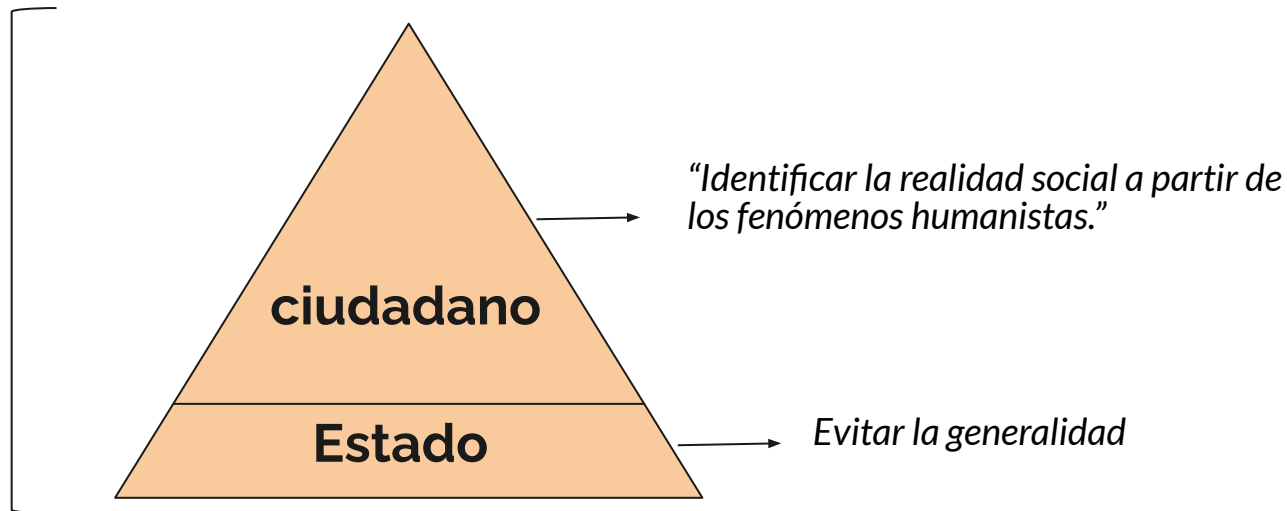 “Identificar la realidad social a partir de
los fenómenos humanistas.”
ciudadano
Estado
Evitar la generalidad